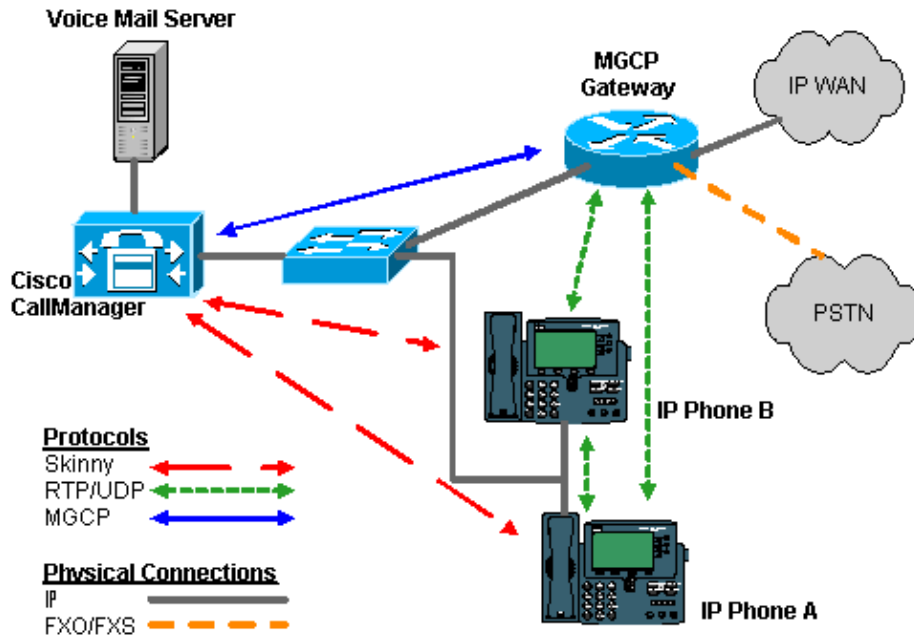 Voice Mail Server
MGCP
Gateway
IP WAN
Cisco
CallManager
PSTN
IP Phone B
Protocols
Skinny
RTP/UDP
MGCP
Physical Connections
IP
FXO/FXS
IP Phone A